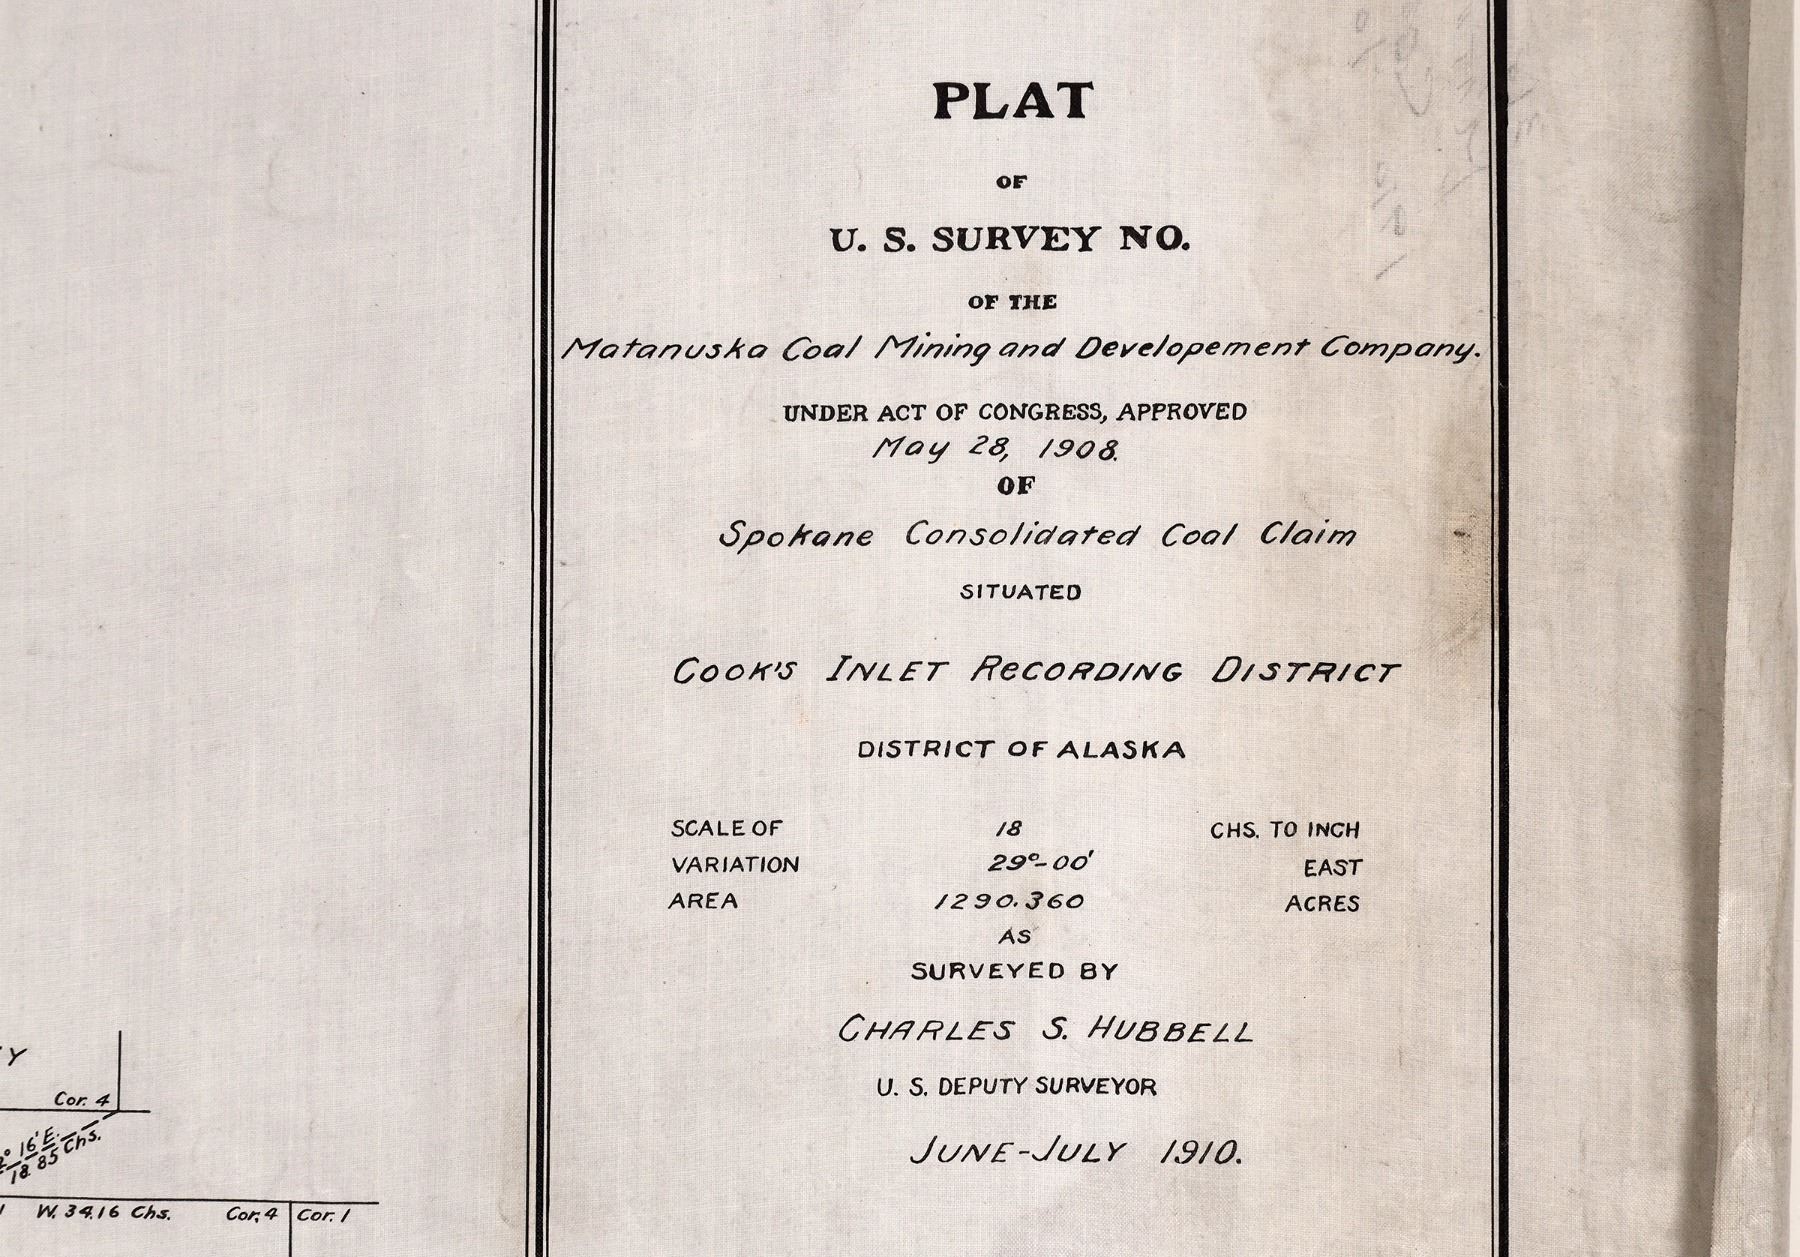 PLAT
OF
U. S. SURVEY NO.
OF THE
Matanuska Coal Mining and Developement Company.
UNDER ACT OF CONGRESS, APPROVED
May 28, 1908.
OF
Spokane Consolidated Coal Claim
SITUATED
COOK'S INLET RECORDING DISTRICT
DISTRICT OF ALASKA
SCALE OF 18 CHS. TO INCH
VARIATION 29°-00' EAST
AREA 1290.360 ACRES
AS
SURVEYED BY
CHARLES S. HUBBELL
U. S. DEPUTY SURVEYOR
JUNE-JULY 1910.
Y
Cor. 4
16' E.
18.85 Chs.
W. 34.16 Chs. Cor. 4 Cor. 1